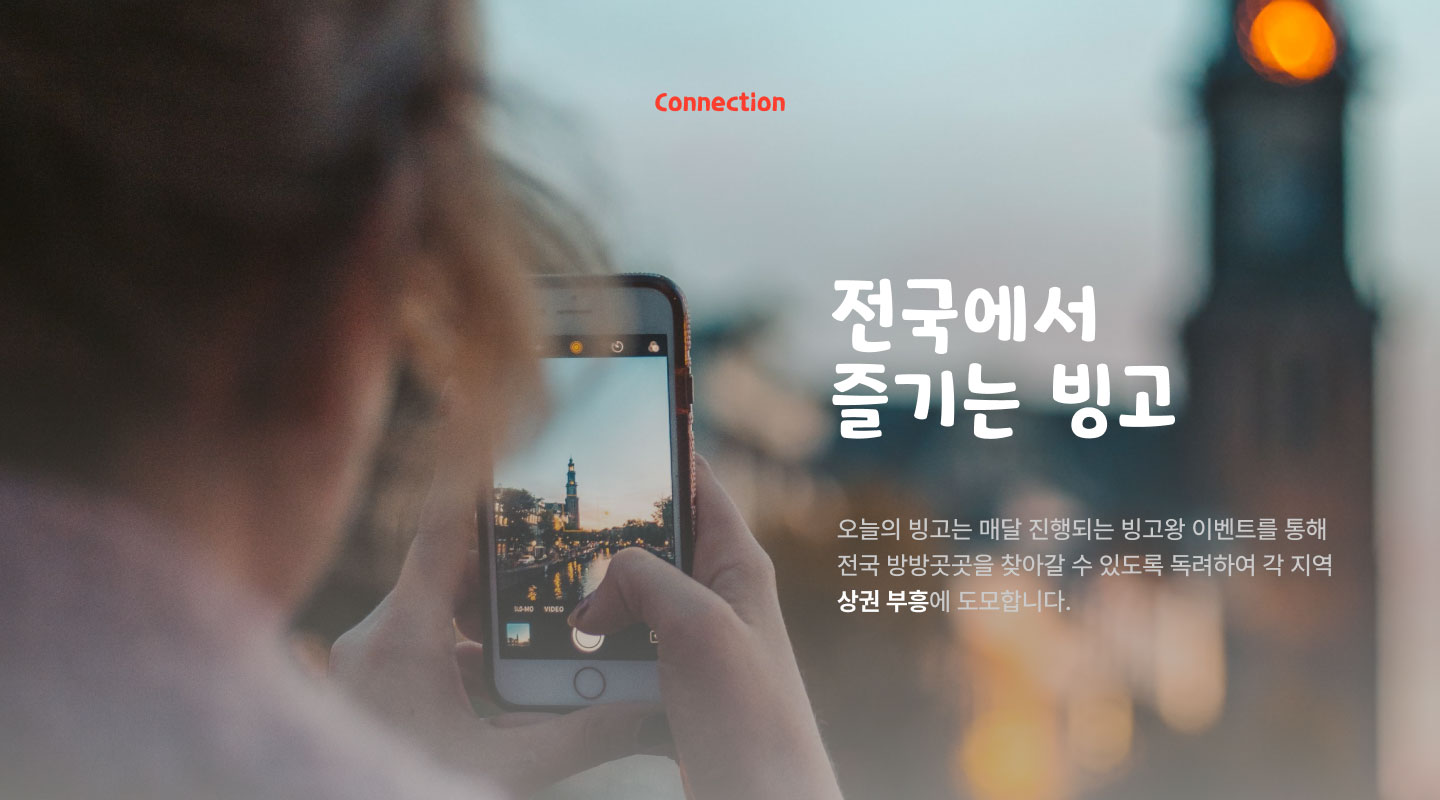 Connection
전국에서
즐기는 빙고
오늘의 빙고는 매달 진행되는 빙고왕 이벤트를 통해
전국 방방곳곳을 찾아갈 수 있도록 독려하여 각 지역
상권 부흥에 도모합니다.
SLO-MO VIDEO